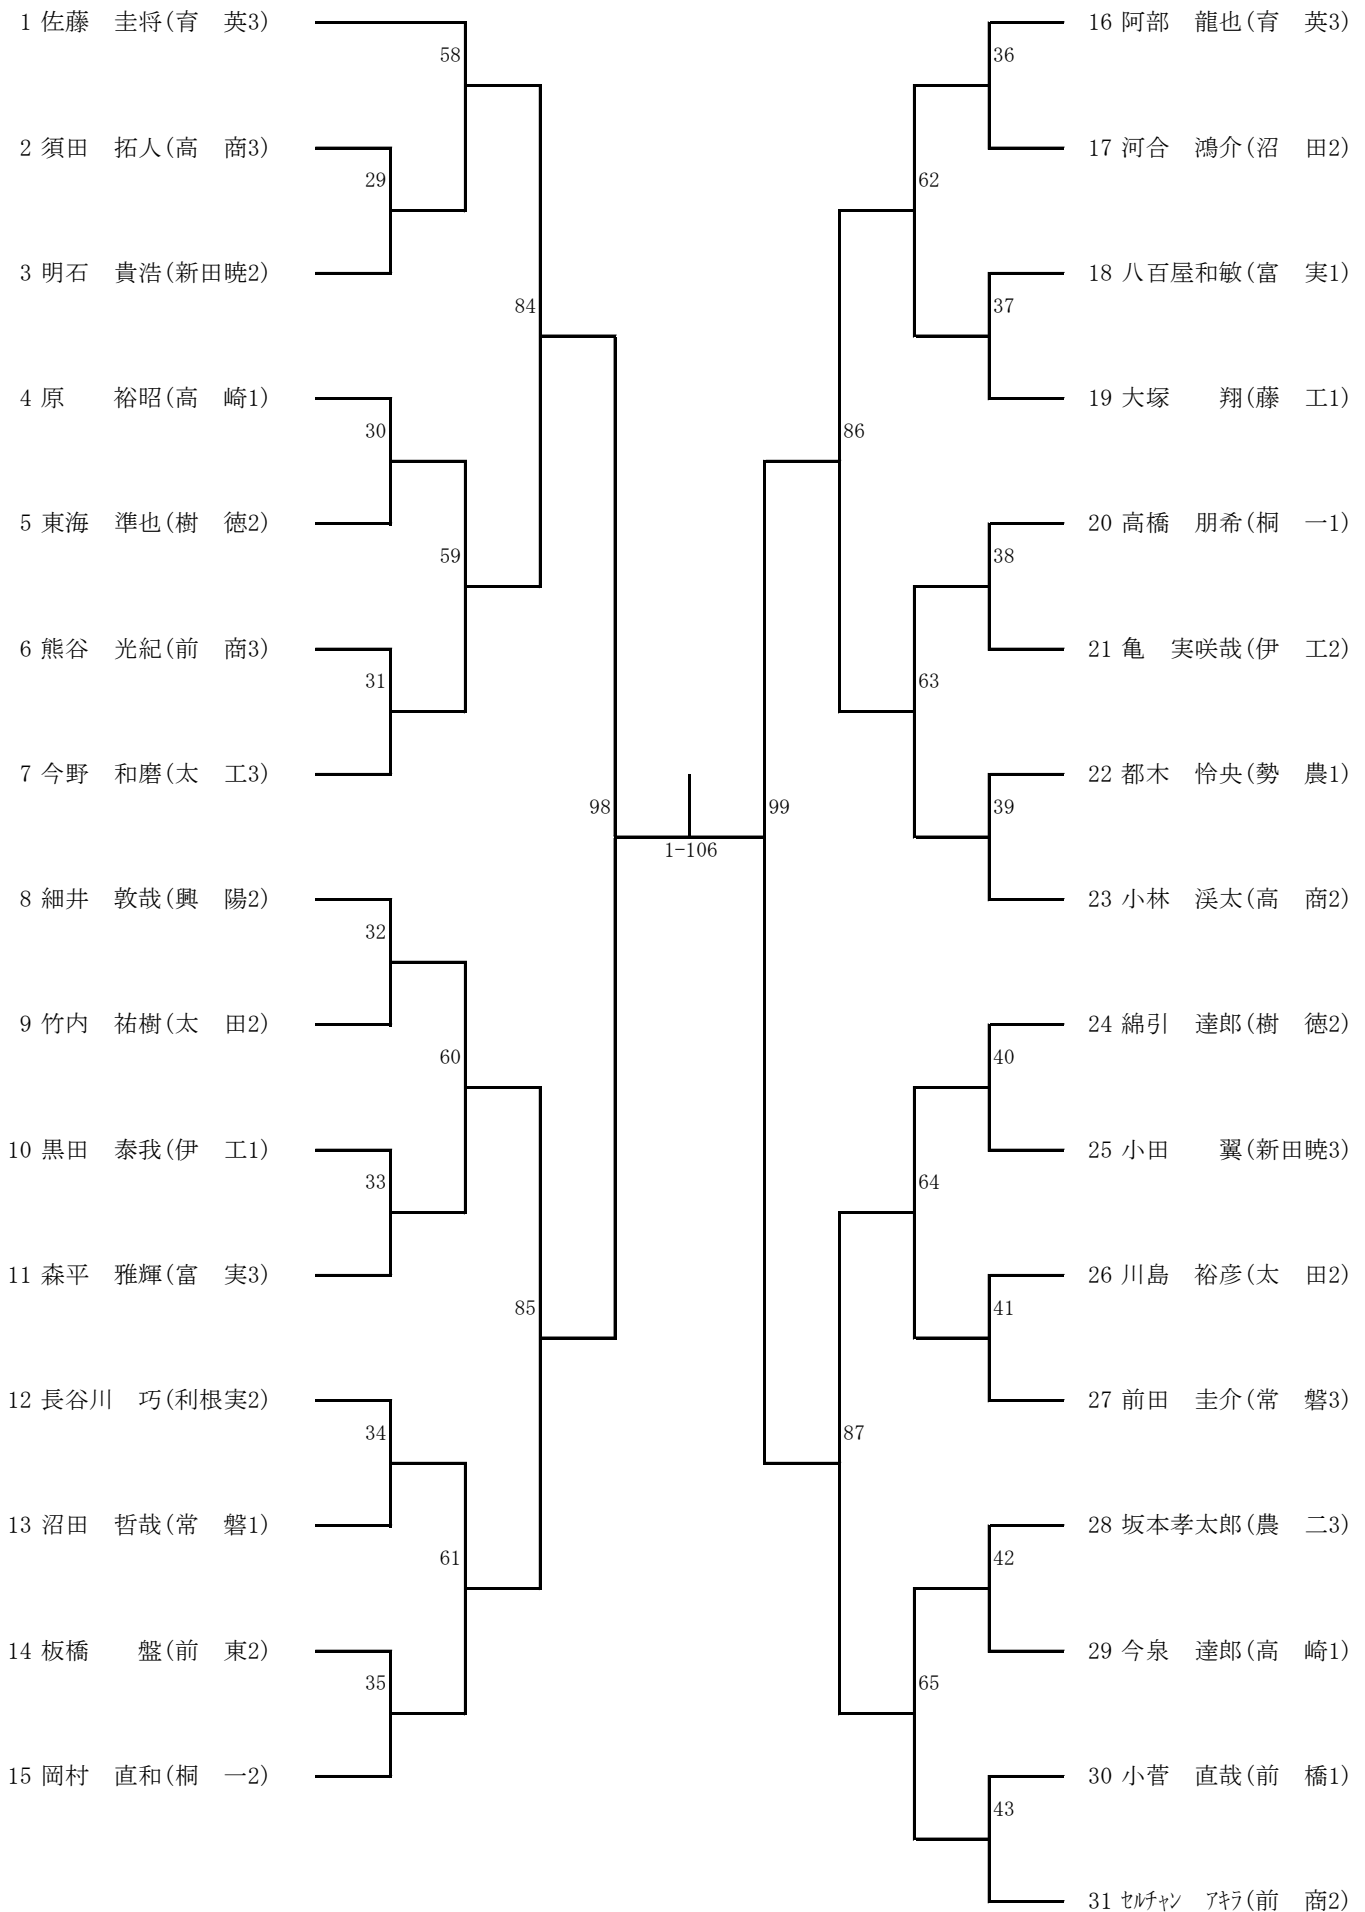 1 佐藤　圭将(育　英3)
58
2 須田　拓人(高　商3)
29
3 明石　貴浩(新田暁2)
84
4 原　　裕昭(高　崎1)
30
5 東海　準也(樹　徳2)
59
6 熊谷　光紀(前　商3)
31
7 今野　和磨(太　工3)
98
8 細井　敦哉(興　陽2)
32
9 竹内　祐樹(太　田2)
60
10 黒田　泰我(伊　工1)
33
11 森平　雅輝(富　実3)
85
12 長谷川　巧(利根実2)
34
13 沼田　哲哉(常　磐1)
61
14 板橋　　盤(前　東2)
35
15 岡村　直和(桐　一2)
1-106
16 阿部　龍也(育　英3)
36
17 河合　鴻介(沼　田2)
62
18 八百屋和敏(富　実1)
37
19 大塚　　翔(藤　工1)
86
20 高橋　朋希(桐　一1)
38
21 亀　実咲哉(伊　工2)
63
22 都木　怜央(勢　農1)
99
39
23 小林　渓太(高　商2)
24 綿引　達郎(樹　徳2)
40
25 小田　　翼(新田暁3)
64
26 川島　裕彦(太　田2)
41
27 前田　圭介(常　磐3)
87
28 坂本孝太郎(農　二3)
42
29 今泉　達郎(高　崎1)
65
30 小菅　直哉(前　橋1)
43
31 ｾﾙﾁｬﾝ　ｱｷﾗ(前　商2)